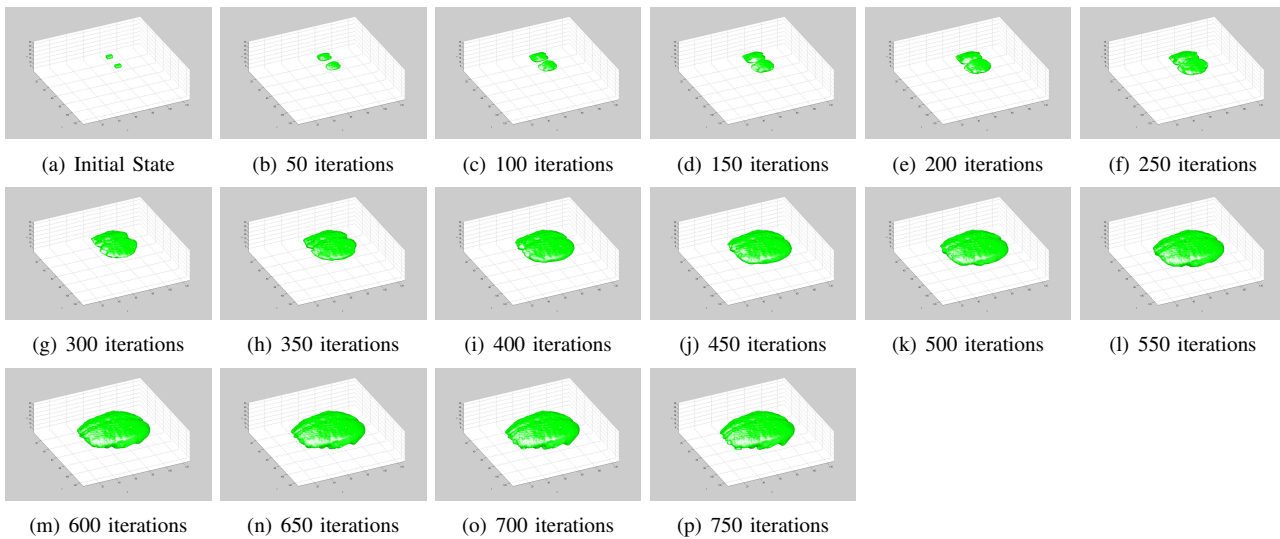 (a) Initial State (b) 50 iterations (c) 100 iterations (d) 150 iterations (e) 200 iterations (f) 250 iterations
(g) 300 iterations (h) 350 iterations (i) 400 iterations (j) 450 iterations (k) 500 iterations (l) 550 iterations
(m) 600 iterations (n) 650 iterations (o) 700 iterations (p) 750 iterations